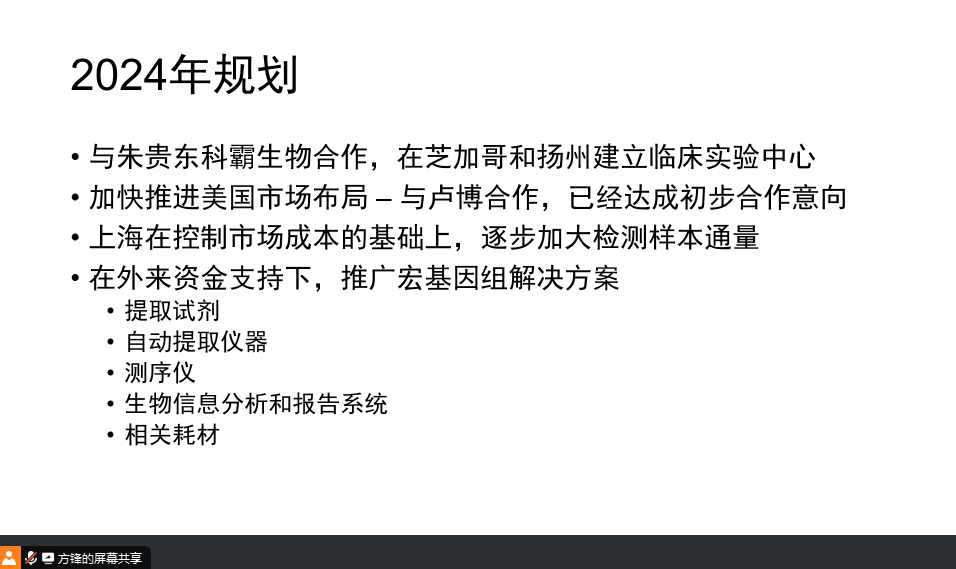 2024年规划
• 与朱贵东科霸生物合作，在芝加哥和扬州建立临床实验中心
• 加快推进美国市场布局 – 与卢博合作，已经达成初步合作意向
• 上海在控制市场成本的基础上，逐步加大检测样本通量
• 在外来资金支持下，推广宏基因组解决方案
• 提取试剂
• 自动提取仪器
• 测序仪
• 生物信息分析和报告系统
• 相关耗材
方锋的屏幕共享